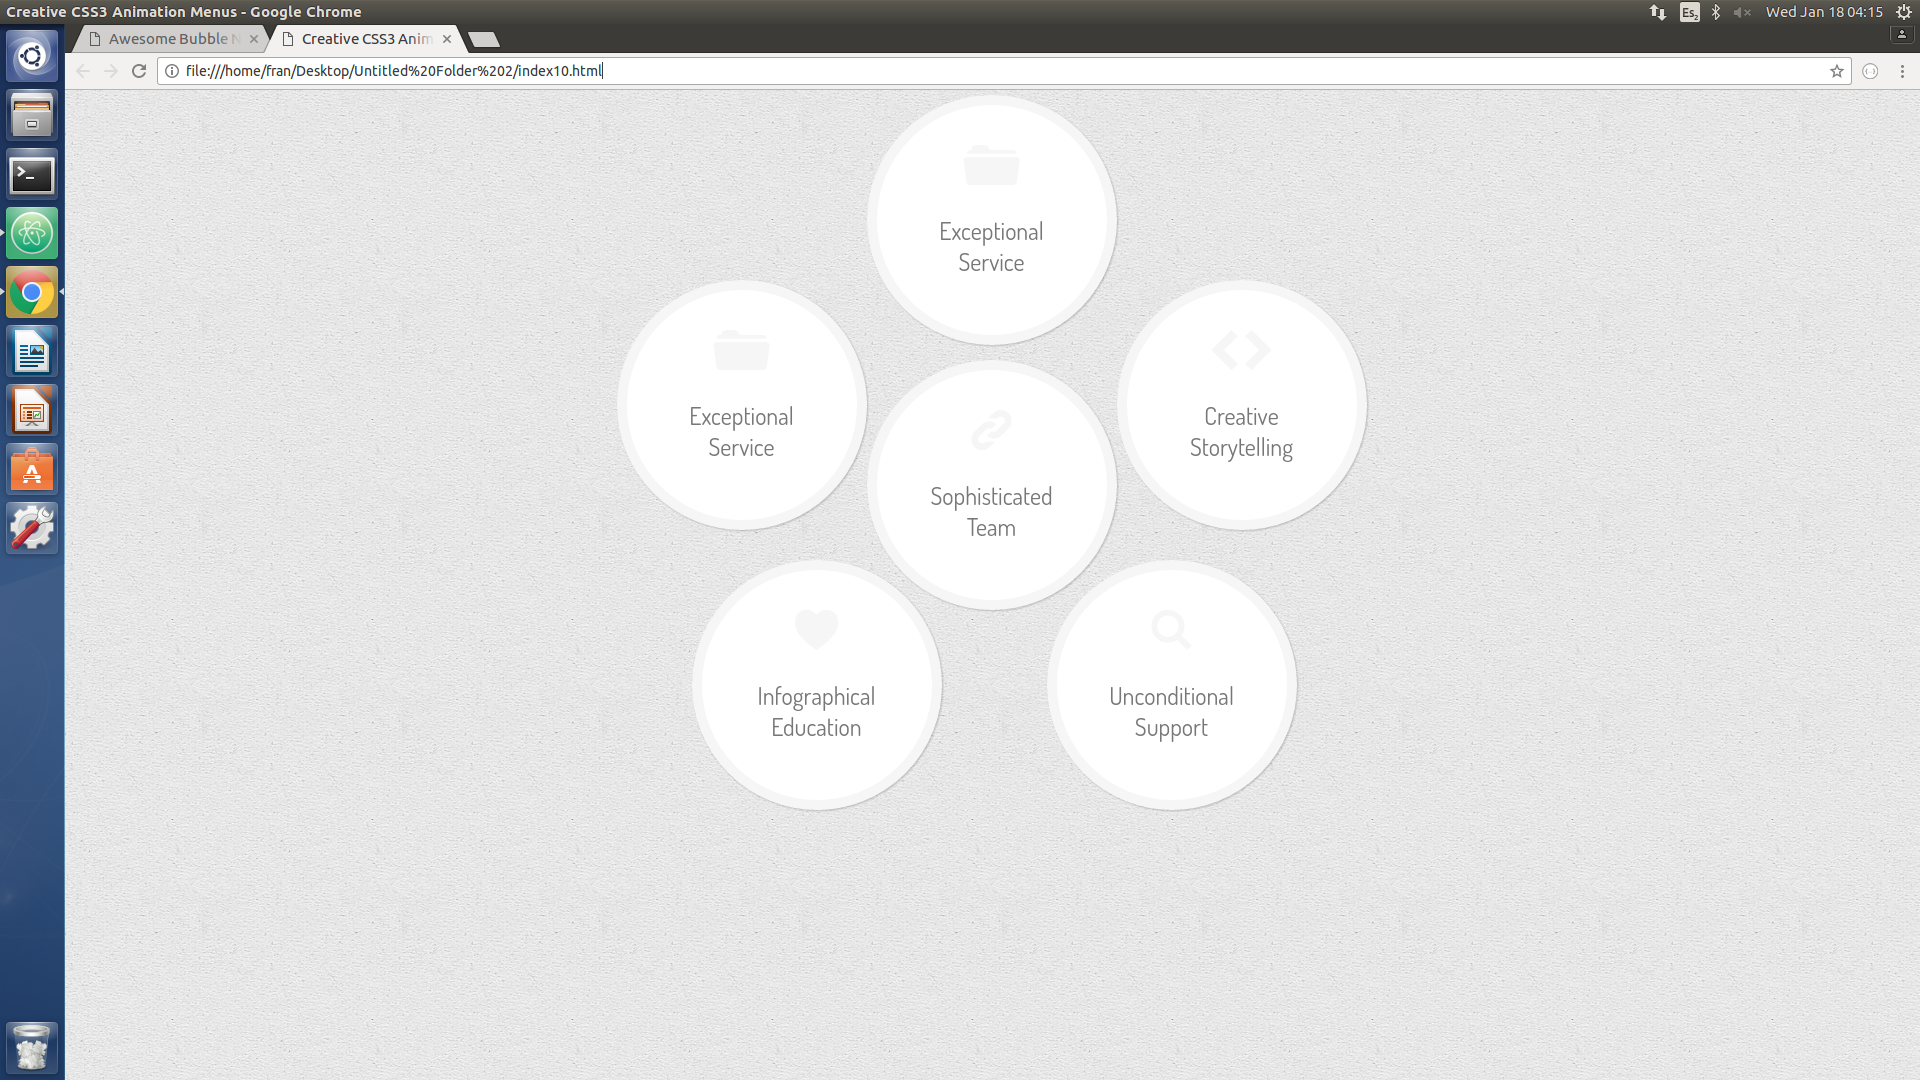 Creative CSS3 Animation Menus - Google Chrome
Es2
Wed Jan 18 04:15
Awesome Bubble N
Creative CSS3 Anim
file:///home/fran/Desktop/Untitled%20Folder%202/index10.html
Exceptional
Service
Exceptional
Service
Creative
Storytelling
Sophisticated
Team
Infographical
Education
Unconditional
Support